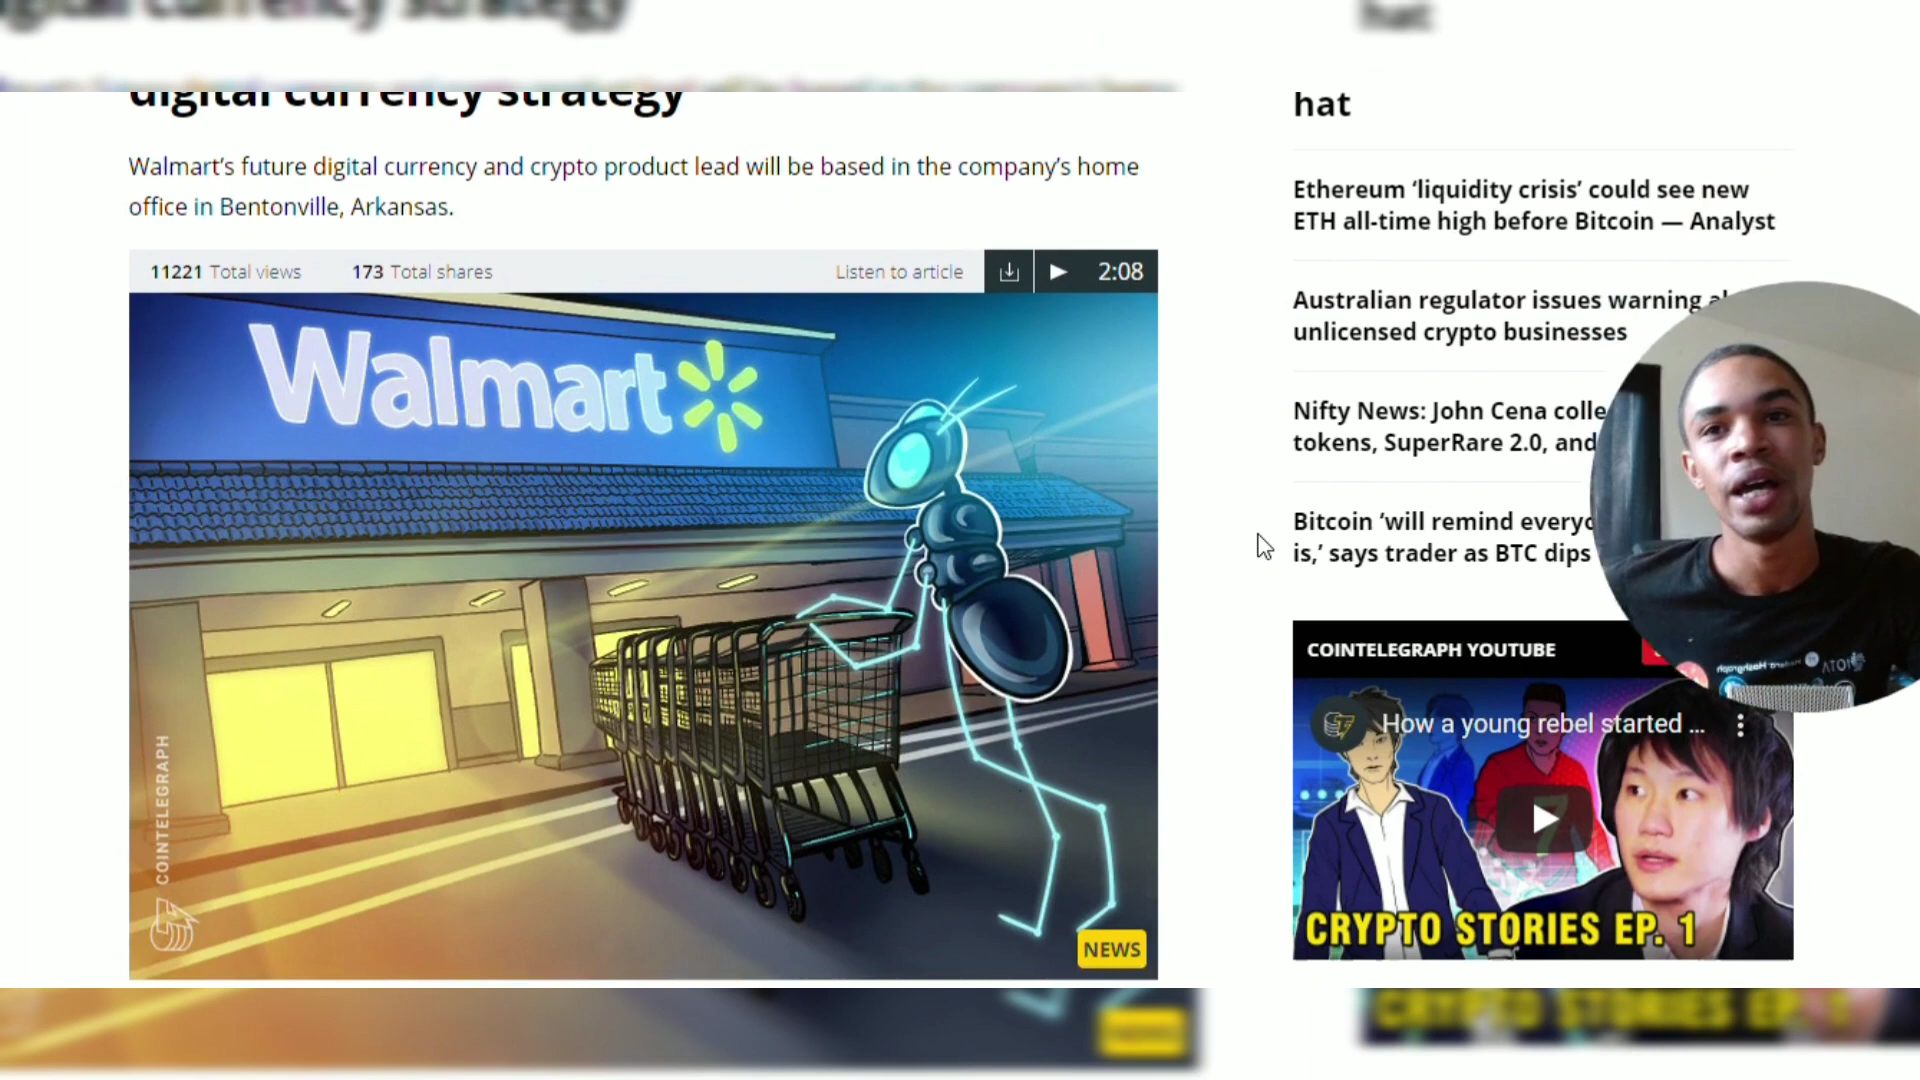 digital currency strategy
Walmart’s future digital currency and crypto product lead will be based in the company’s home
office in Bentonville, Arkansas.
11221 Total views 173 Total shares Listen to article 2:08
Walmart
COINTELEGRAPH
NEWS
hat
Ethereum ‘liquidity crisis’ could see new
ETH all-time high before Bitcoin — Analyst
Australian regulator issues warning
unlicensed crypto businesses
Nifty News: John Cena
tokens, SuperRare 2.0, and
Bitcoin ‘will remind
is,’ says trader as BTC dips
COINTELEGRAPH YOUTUBE
How a young rebel started ...
CRYPTO STORIES EP. 1